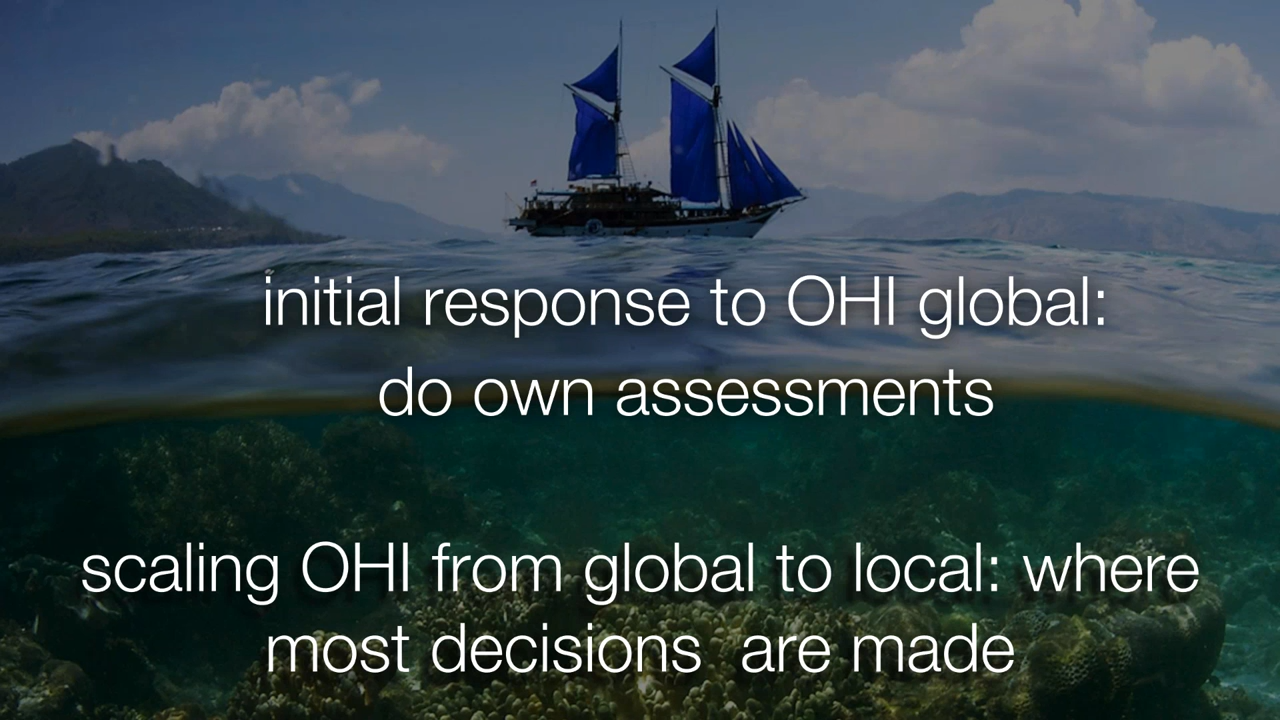 initial response to OHI global:
do own assessments
scaling OHI from global to local: where
most decisions  are made